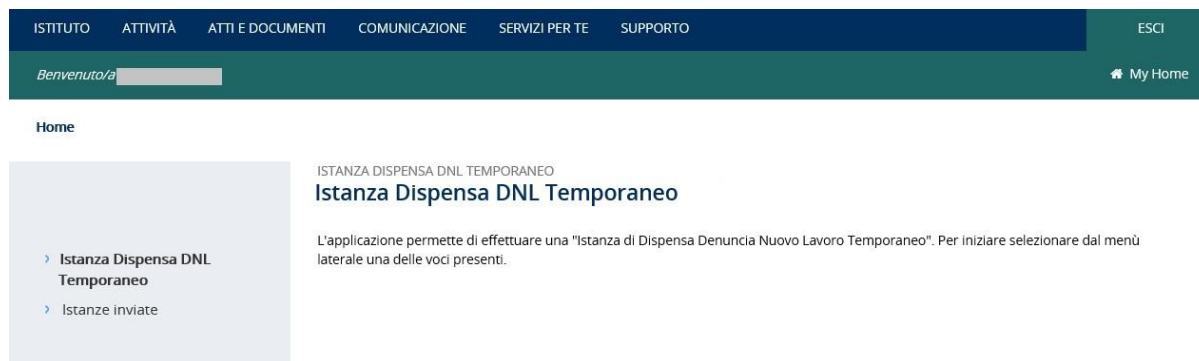 ISTITUTO ATTIVITÀ ATTI E DOCUMENTI COMUNICAZIONE SERVIZI PER TE SUPPORTO ESCI
Benvenuto/a My Home
Home
ISTANZA DISPENSA DNL TEMPORANEO
Istanza Dispensa DNL Temporaneo
L'applicazione permette di effettuare una "Istanza di Dispensa Denuncia Nuovo Lavoro Temporaneo". Per iniziare selezionare dal menù
laterale una delle voci presenti.
Istanza Dispensa DNL
Temporaneo
Istanze inviate